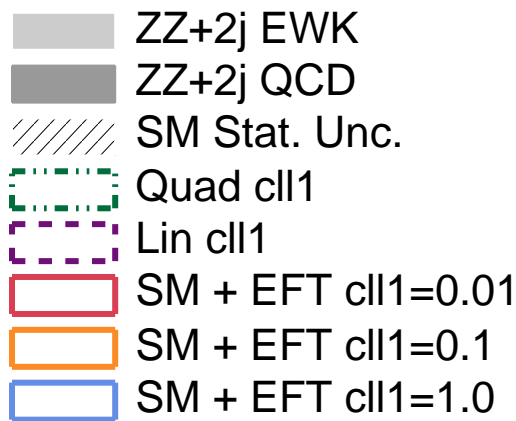 ZZ+2j EWK
ZZ+2j QCD
SM Stat. Unc.
Quad cll1
Lin cll1
SM + EFT cll1=0.01
SM + EFT cll1=0.1
SM + EFT cll1=1.0